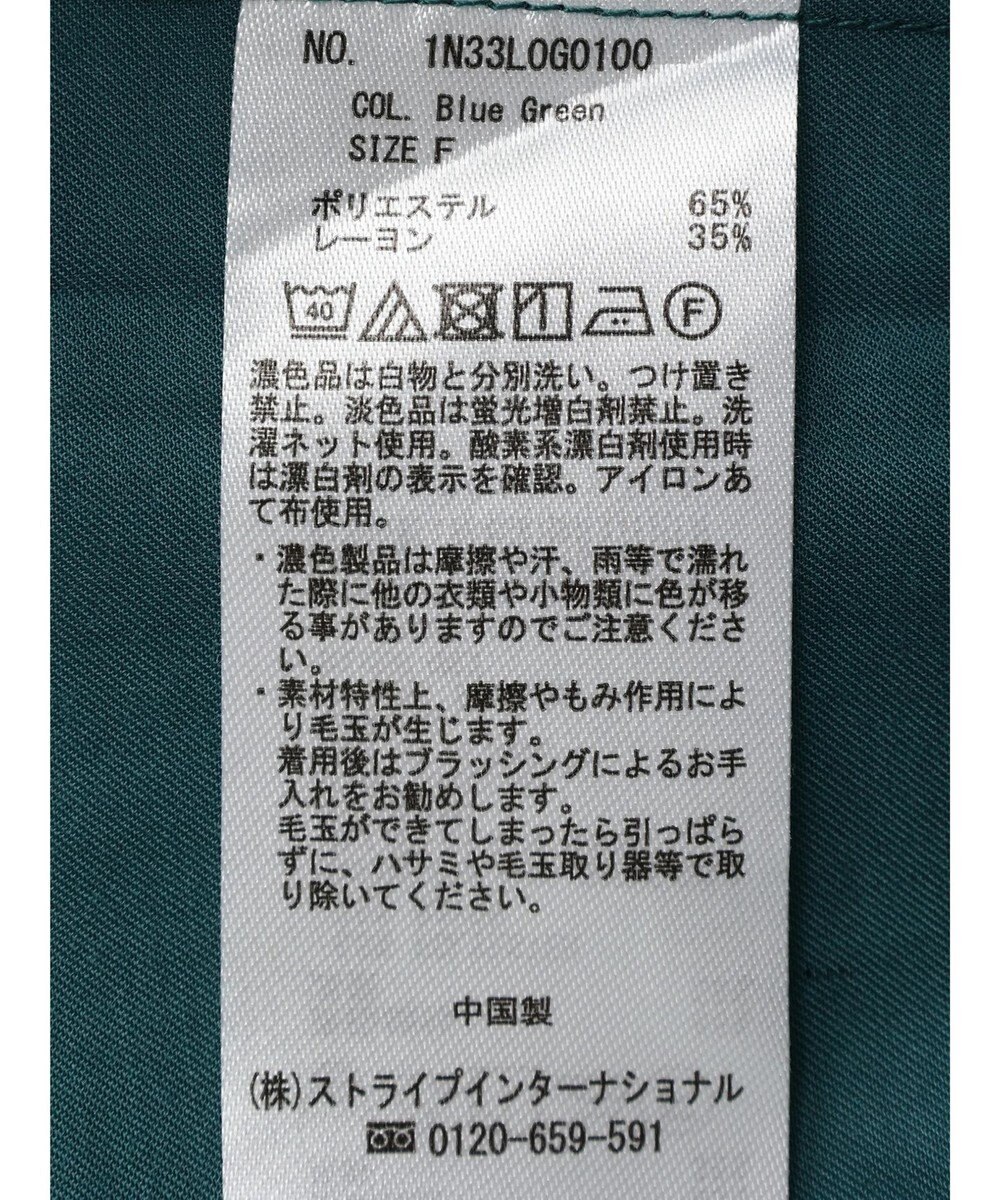 NO. 1N33L0G0100
COL. Blue Green
SIZE F
ポリエステル 65%
レーヨン 35%
40 F
濃色品は白物と分別洗い。つけ置き
禁止。淡色品は蛍光増白剤禁止。洗
濯ネット使用。酸素系漂白剤使用時
は漂白剤の表示を確認。アイロンあ
て布使用。
・濃色製品は摩擦や汗、雨等で濡れ
た際に他の衣類や小物類に色が移
る事がありますのでご注意くださ
い。
・素材特性上、摩擦やもみ作用によ
り毛玉が生じます。
着用後はブラッシングによるお手
入れをお勧めします。
毛玉ができてしまったら引っぱら
ずに、ハサミや毛玉取り器等で取
り除いてください。
中国製
(株)ストライプインターナショナル
0120-659-591